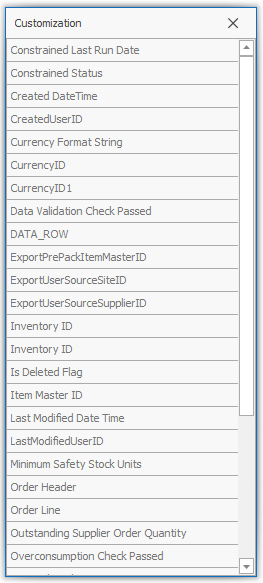 Customization
Constrained Last Run Date
Constrained Status
Created DateTime
CreatedUserID
Currency Format String
CurrencyID
CurrencyID1
Data Validation Check Passed
DATA_ROW
ExportPrePackItemMasterID
ExportUserSourceSiteID
ExportUserSourceSupplierID
Inventory ID
Inventory ID
Is Deleted Flag
Item Master ID
Last Modified Date Time
LastModifiedUserID
Minimum Safety Stock Units
Order Header
Order Line
Outstanding Supplier Order Quantity
Overconsumption Check Passed